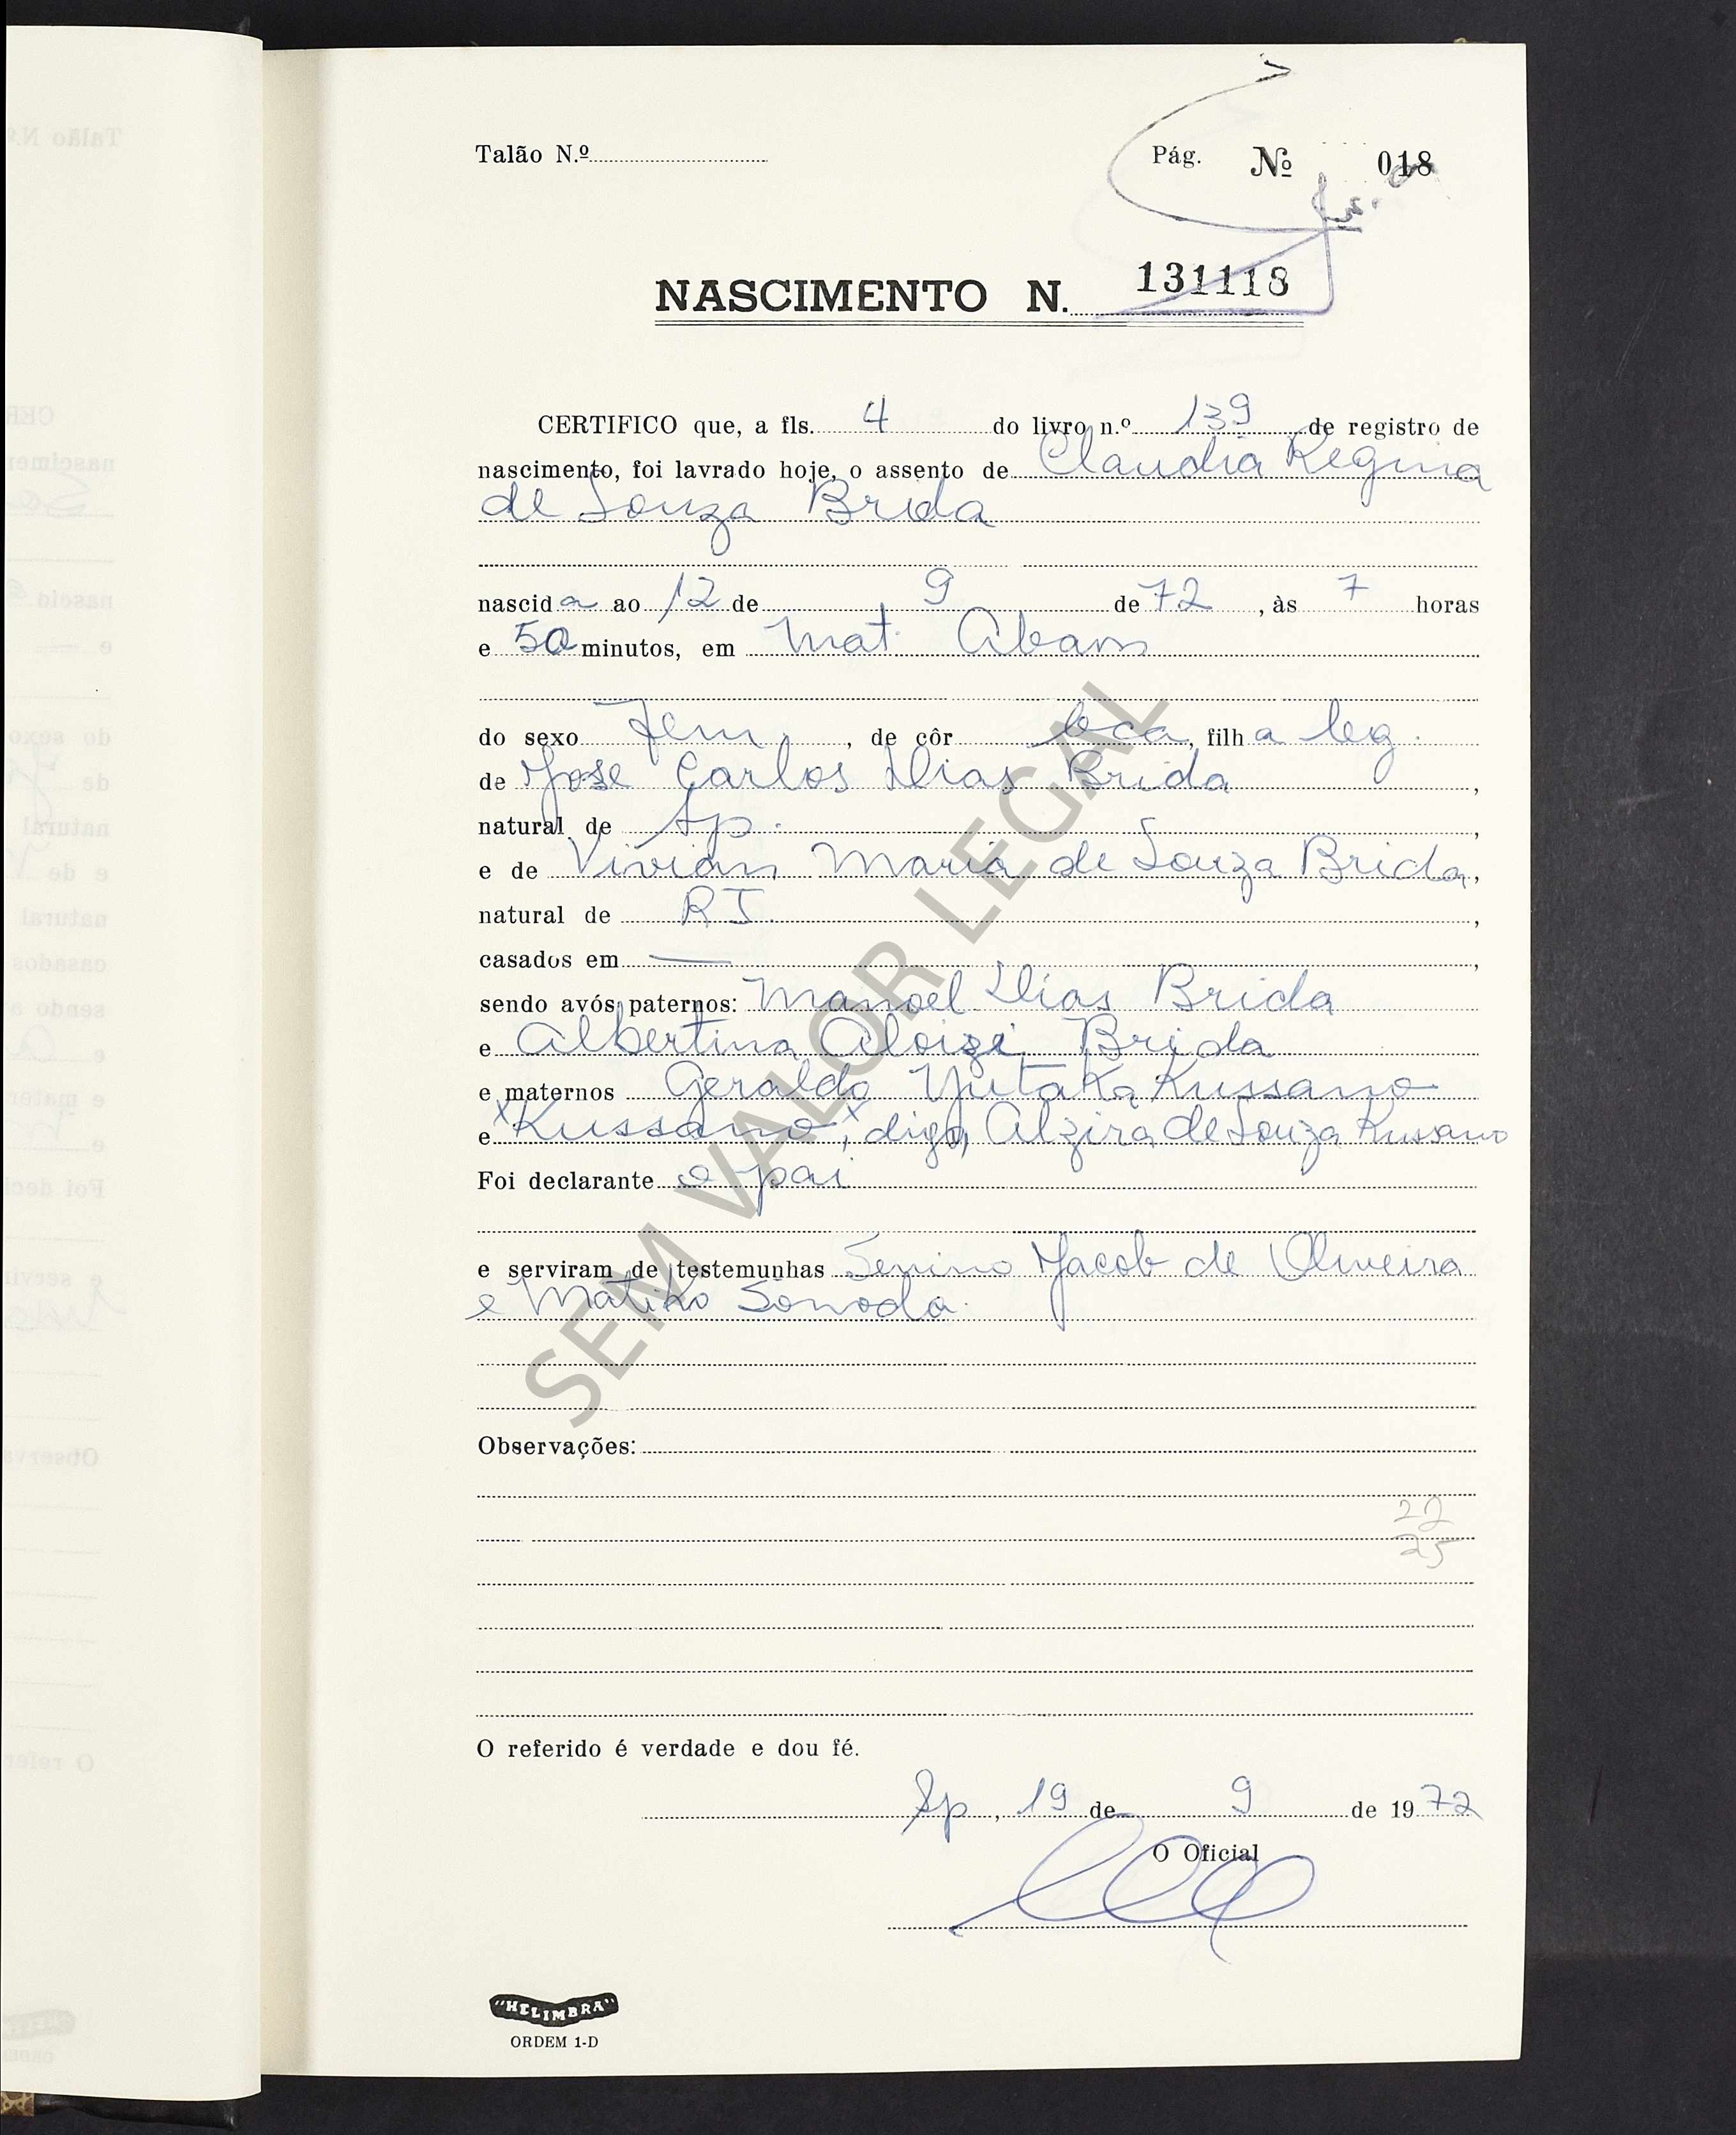 Talão N.º
Pág. Nº 018
NASCIMENTO N. 131118
CERTIFICO que, a fls. 4 do livro n.º 139 de registro de
nascimento, foi lavrado hoje, o assento de Claudia Regina
de Souza Brida
nascida ao 12 de 9 de 72, às 7 horas
e 50 minutos, em Mat.
do sexo Fem., de côr bca, filha leg.
de José Carlos Dias Brida,
natural de Sp.
e de Vivian Maria de Souza Brida,
natural de RJ.,
casados em —,
sendo avós paternos: Manoel Dias Brida
e Albertina Aloizi Brida
e maternos Geraldo Yutaka Kussano
e Kussano, digo, Alzira de Souza Kussano
Foi declarante o pai
e serviram de testemunhas Jacob de Oliveira
e Matiko Sonoda.
SEM VALOR LEGAL
Observações:
22
25
O referido é verdade e dou fé.
Sp, 19 de 9 de 1972
O Oficial
"HELIMBRA"
ORDEM 1-D